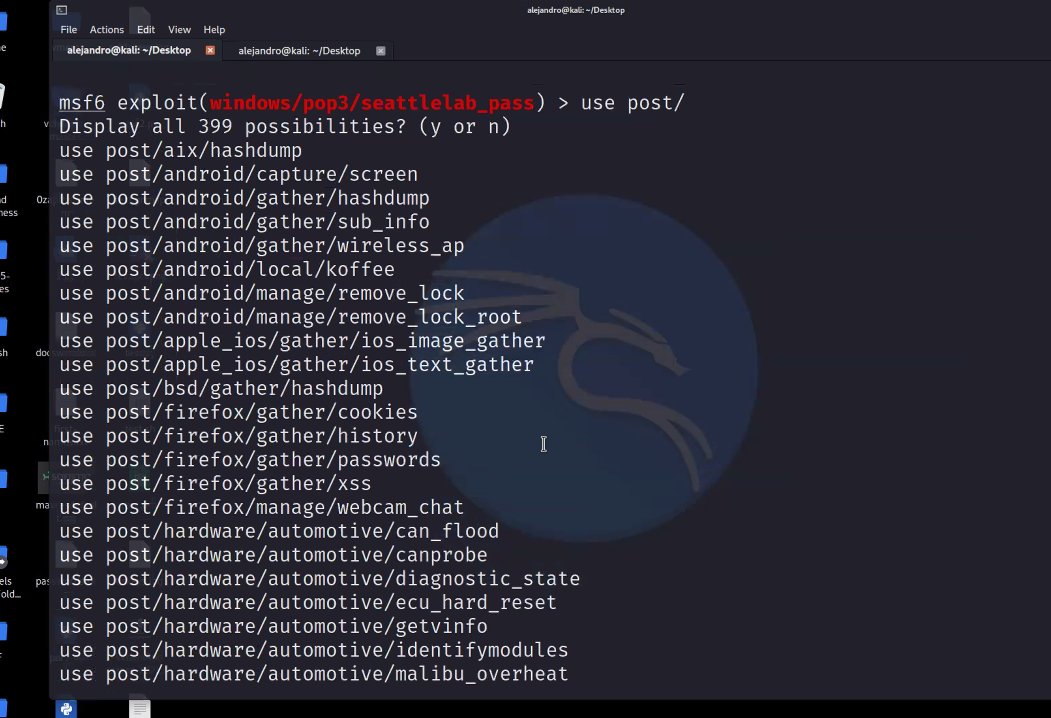 alejandro@kali: ~/Desktop
File Actions Edit View Help
alejandro@kali: ~/Desktop alejandro@kali: ~/Desktop
msf6 exploit(windows/pop3/seattlelab_pass) > use post/
Display all 399 possibilities? (y or n)
use post/aix/hashdump
use post/android/capture/screen
use post/android/gather/hashdump
use post/android/gather/sub_info
use post/android/gather/wireless_ap
use post/android/local/koffee
use post/android/manage/remove_lock
use post/android/manage/remove_lock_root
use post/apple_ios/gather/ios_image_gather
use post/apple_ios/gather/ios_text_gather
use post/bsd/gather/hashdump
use post/firefox/gather/cookies
use post/firefox/gather/history
use post/firefox/gather/passwords
use post/firefox/gather/xss
use post/firefox/manage/webcam_chat
use post/hardware/automotive/can_flood
use post/hardware/automotive/canprobe
use post/hardware/automotive/diagnostic_state
use post/hardware/automotive/ecu_hard_reset
use post/hardware/automotive/getvinfo
use post/hardware/automotive/identifymodules
use post/hardware/automotive/malibu_overheat